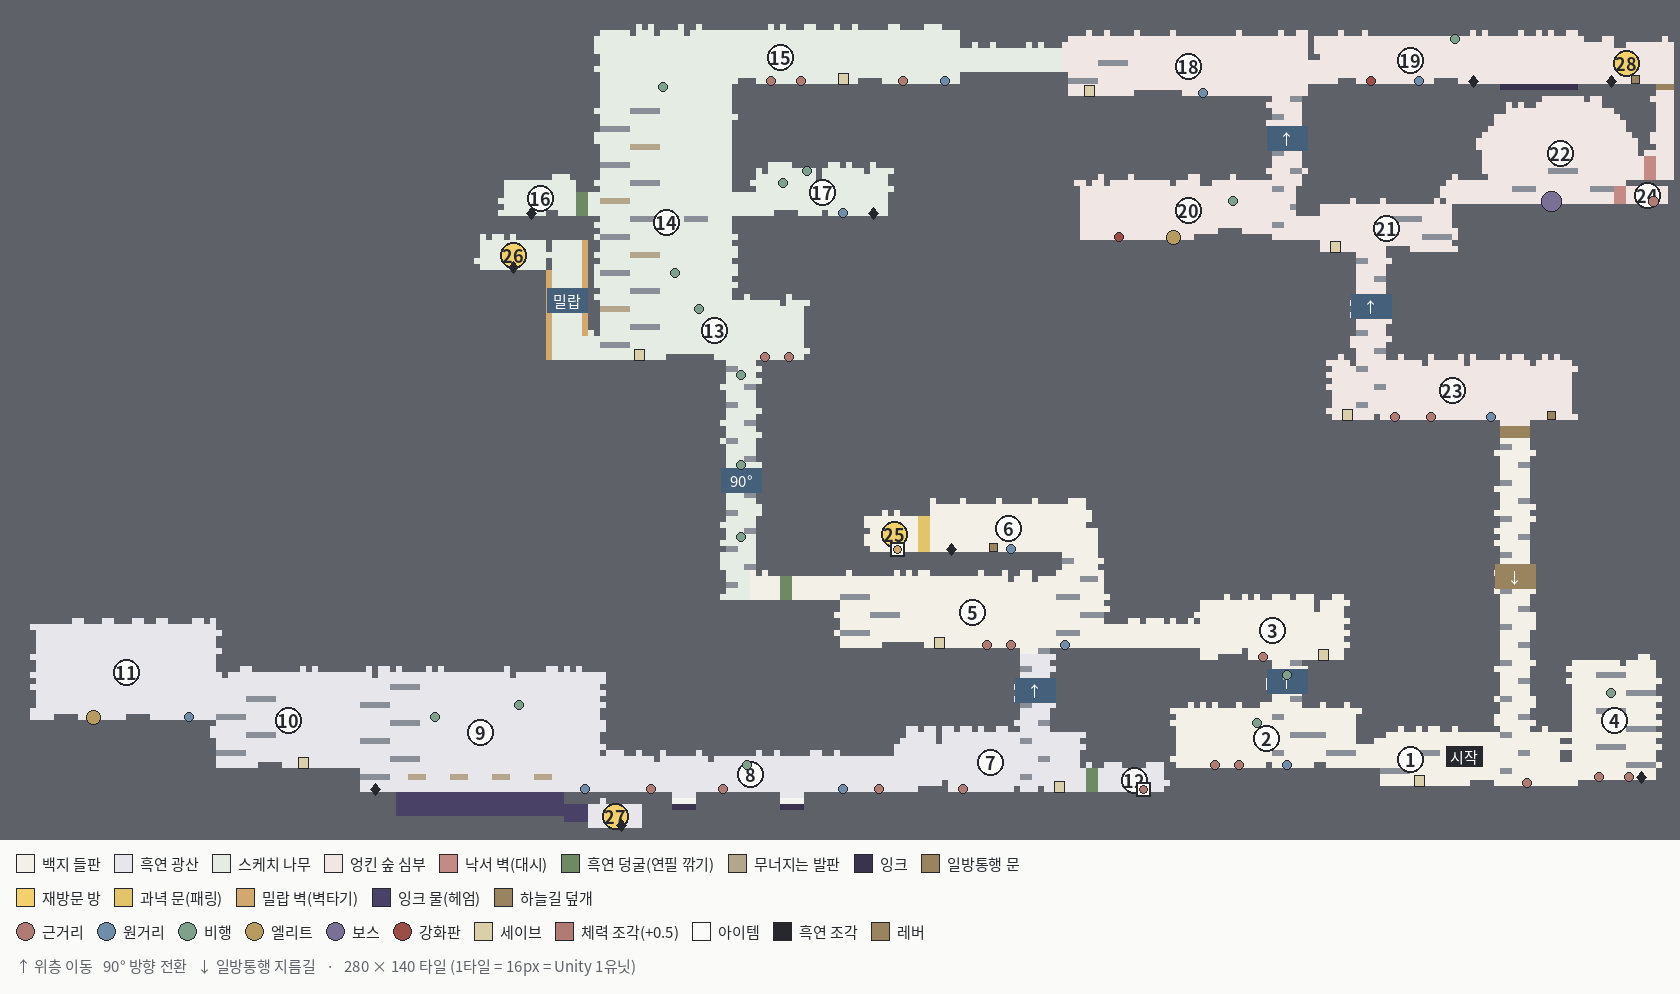 15
18
19
28
22
16
17
24
14
20
21
26
밀랍
13
23
90°
25
6
5
3
11
10
9
8
7
12
2
1
시작
4
27
↑
↑
↑
↓
백지 들판
흑연 광산
스케치 나무
엉킨 숲 심부
낙서 벽(대시)
흑연 덩굴(연필 깎기)
무너지는 발판
잉크
일방통행 문
재방문 방
과녁 문(패링)
밀랍 벽(벽타기)
잉크 물(헤엄)
하늘길 덮개
근거리
원거리
비행
엘리트
보스
강화판
세이브
체력 조각(+0.5)
아이템
흑연 조각
레버
↑ 위층 이동 90° 방향 전환 ↓ 일방통행 지름길 · 280 × 140 타일 (1타일 = 16px = Unity 1유닛)